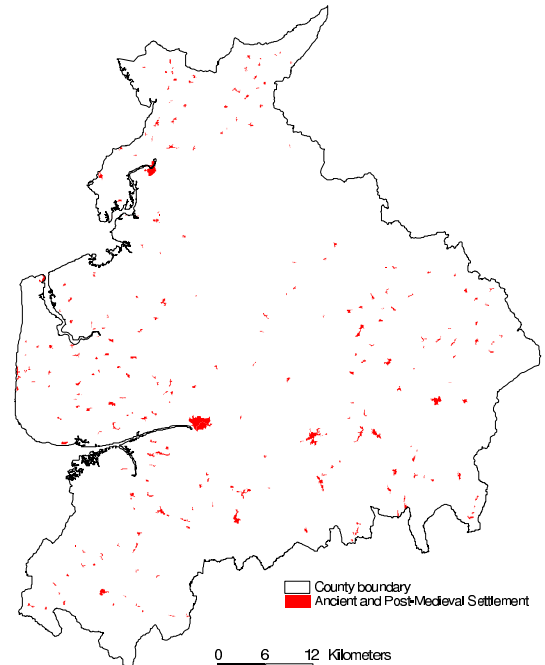 County boundary
Ancient and Post-Medieval Settlement
0 6 12 Kilometers